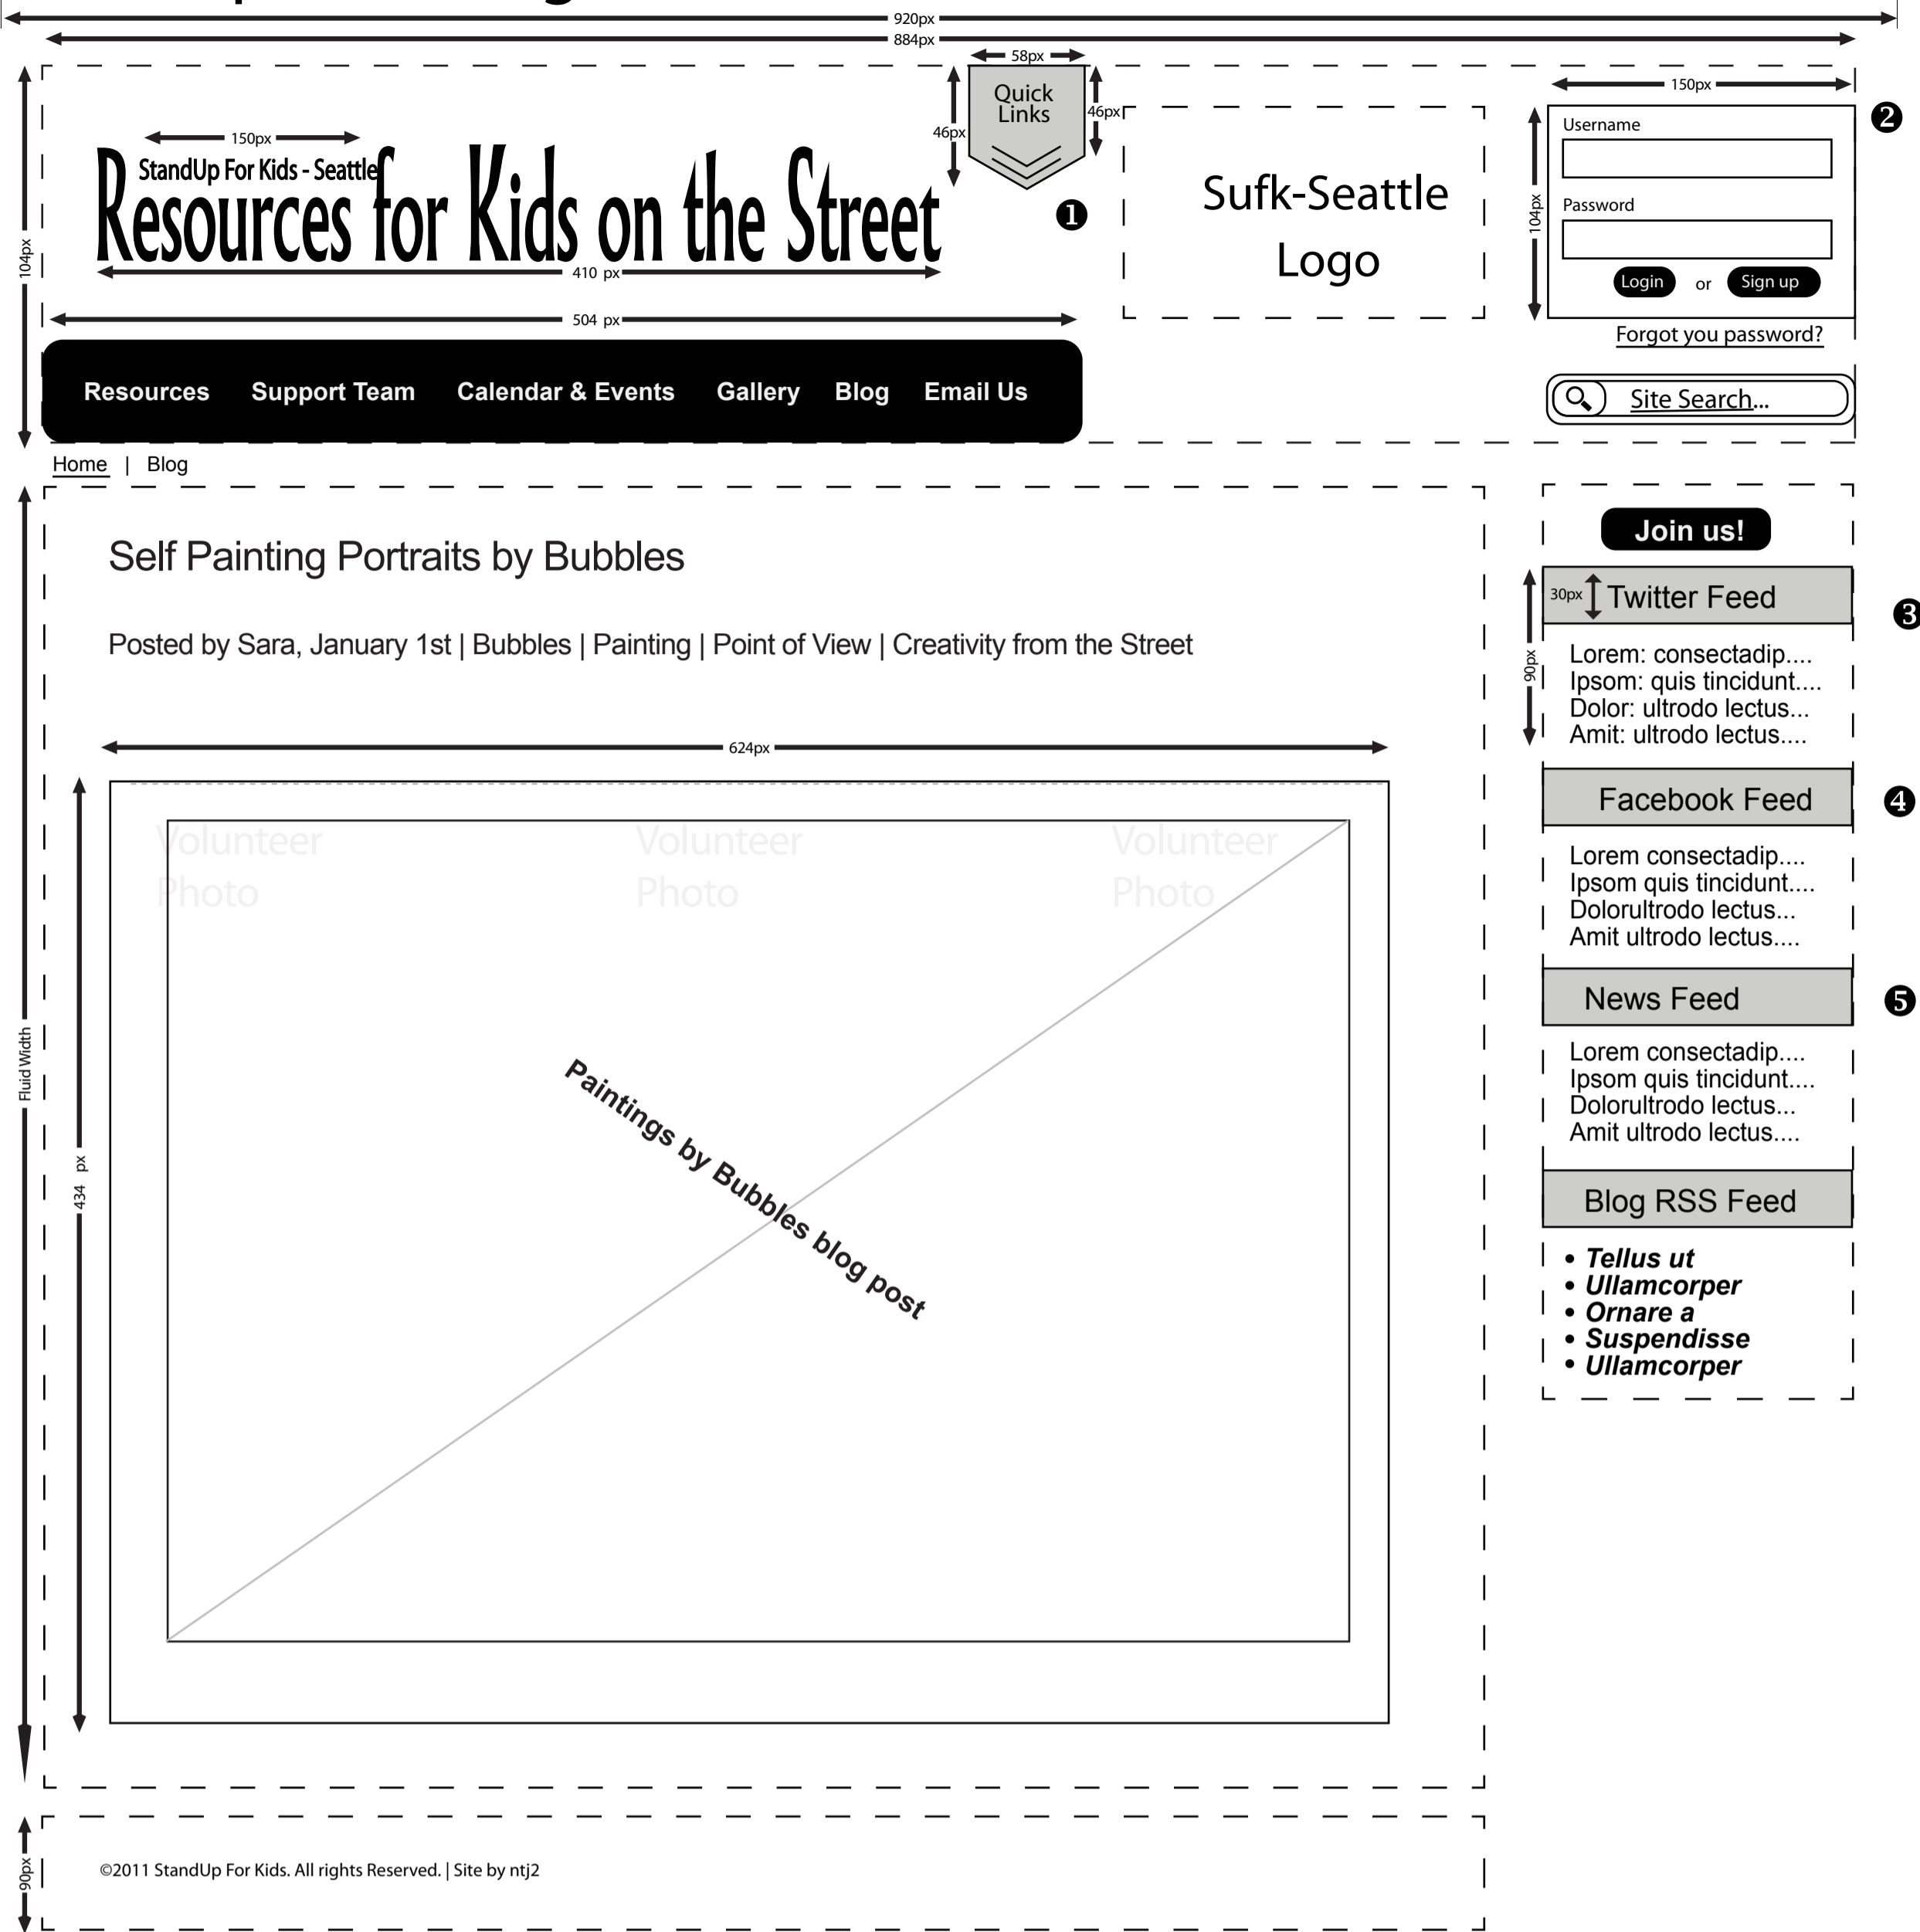 920px
884px
58px
Quick
Links
46px
46px
150px
StandUp For Kids - Seattle
Resources for Kids on the Street
410 px
504 px
104px
1
Sufk-Seattle
Logo
150px
2
104px
Username
Password
Login or Sign up
Forgot you password?
Site Search...
Resources Support Team Calendar & Events Gallery Blog Email Us
Home | Blog
Self Painting Portraits by Bubbles
Posted by Sara, January 1st | Bubbles | Painting | Point of View | Creativity from the Street
624px
Volunteer
Photo
Volunteer
Photo
Volunteer
Photo
Paintings by Bubbles blog post
434 px
Fluid Width
Join us!
30px
Twitter Feed
3
90px
Lorem: consectadip....
Ipsom: quis tincidunt....
Dolor: ultrodo lectus...
Amit: ultrodo lectus....
Facebook Feed
4
Lorem consectadip....
Ipsom quis tincidunt....
Dolorultrodo lectus...
Amit ultrodo lectus....
News Feed
5
Lorem consectadip....
Ipsom quis tincidunt....
Dolorultrodo lectus...
Amit ultrodo lectus....
Blog RSS Feed
• Tellus ut
• Ullamcorper
• Ornare a
• Suspendisse
• Ullamcorper
90px
©2011 StandUp For Kids. All rights Reserved. | Site by ntj2